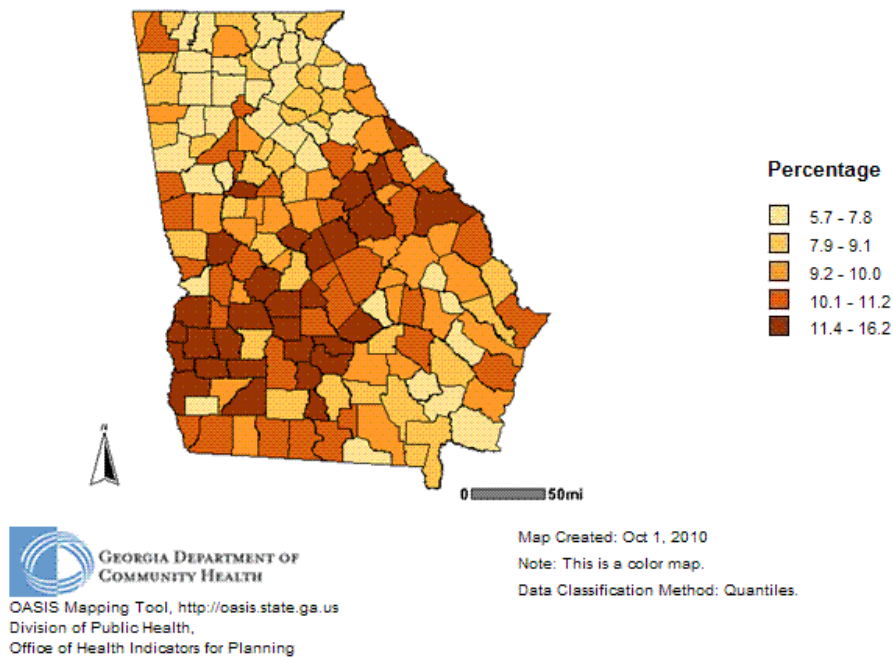 Percentage
5.7 - 7.8
7.9 - 9.1
9.2 - 10.0
10.1 - 11.2
11.4 - 16.2
N
0 50mi
GEORGIA DEPARTMENT OF
COMMUNITY HEALTH
OASIS Mapping Tool, http://oasis.state.ga.us
Division of Public Health,
Office of Health Indicators for Planning
Map Created: Oct 1, 2010
Note: This is a color map.
Data Classification Method: Quantiles.